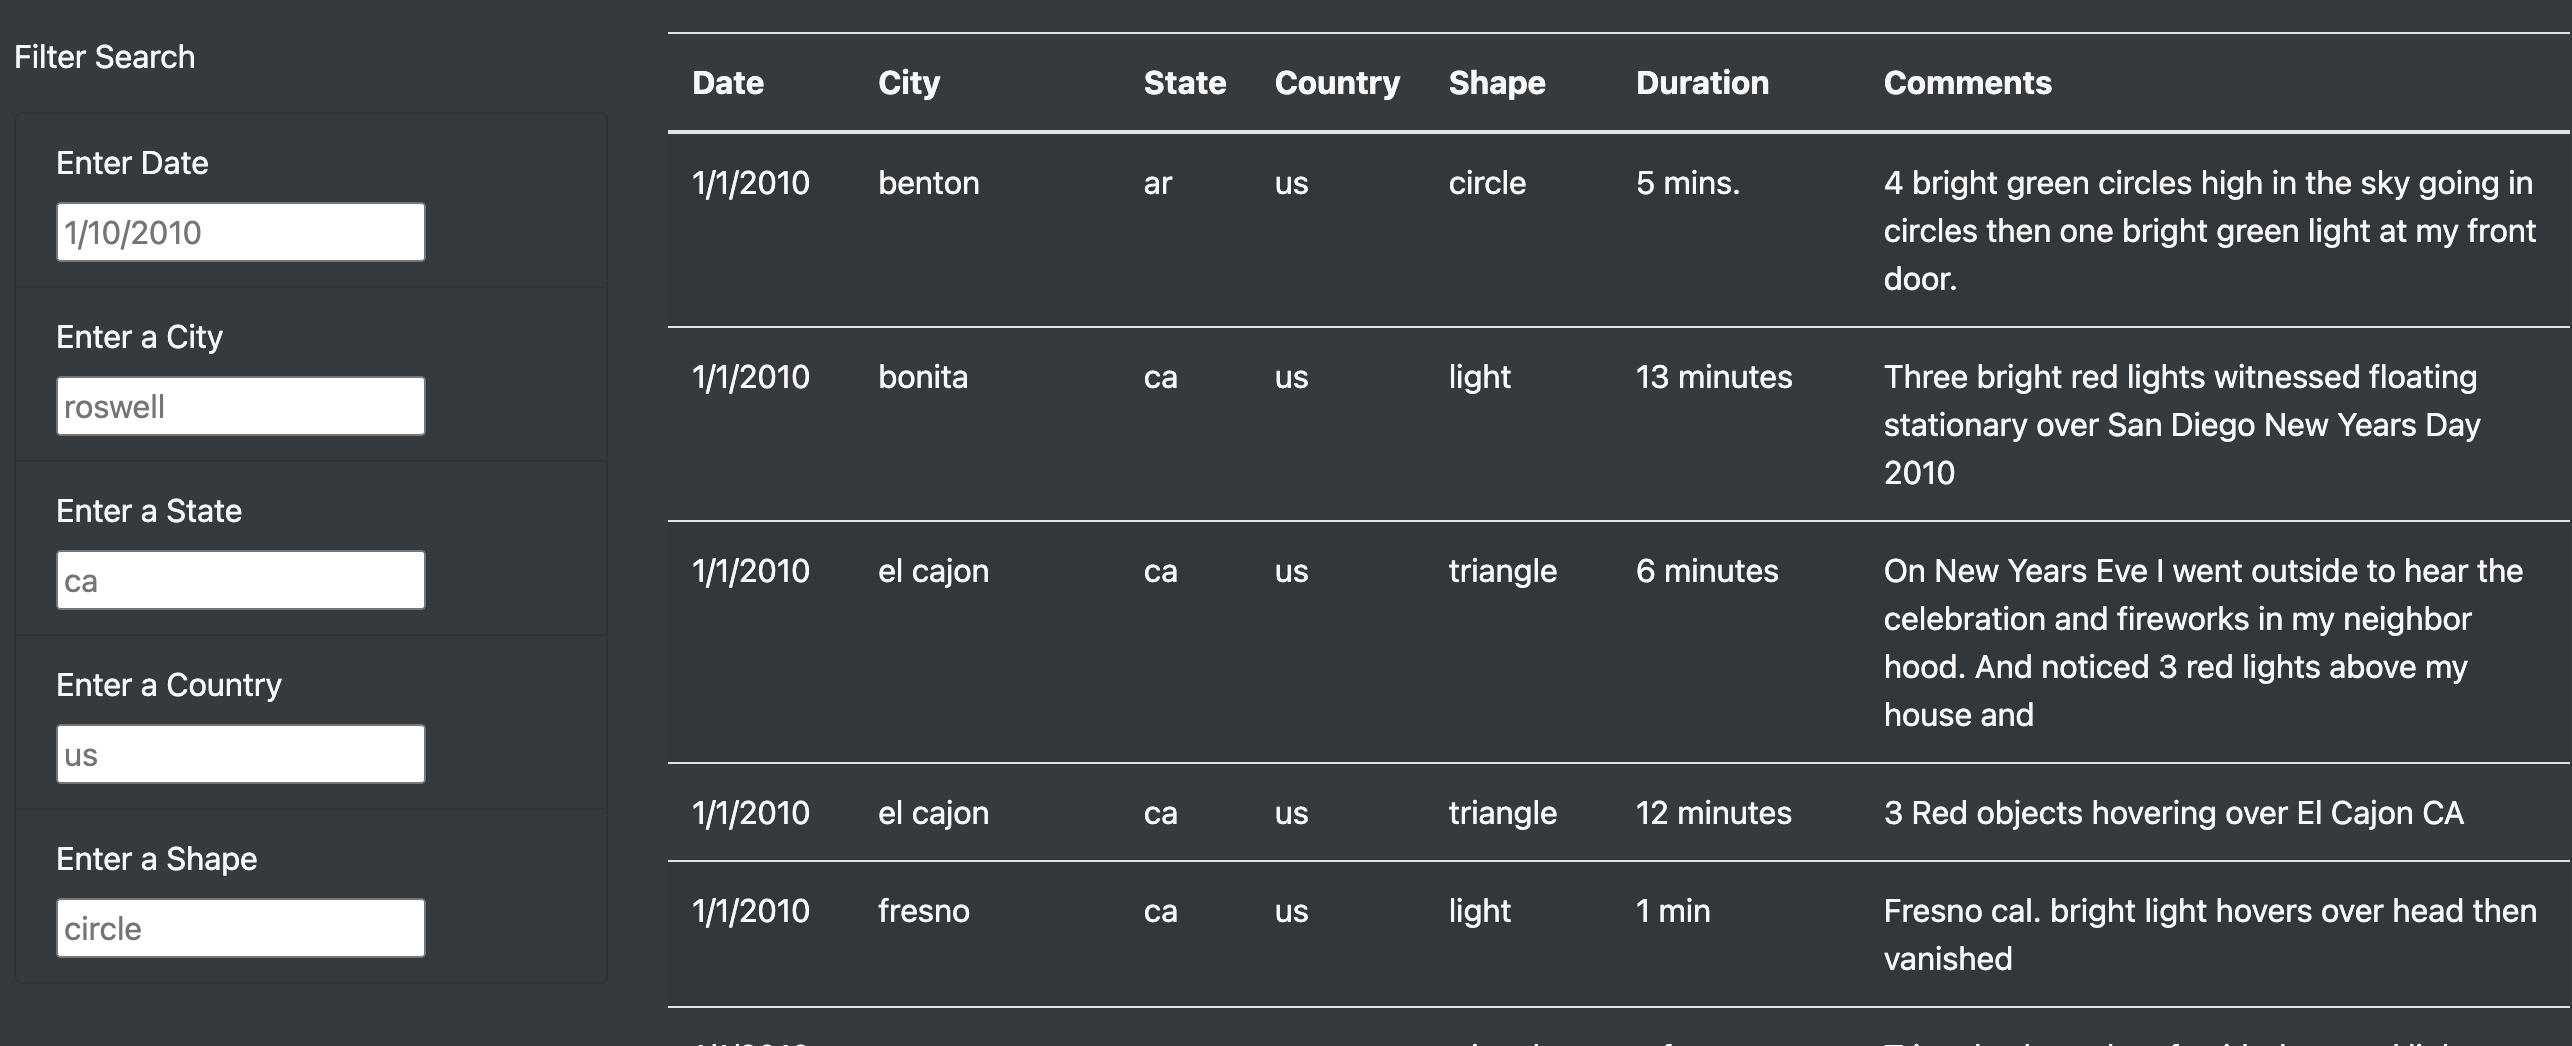 Filter Search
Enter Date
1/10/2010
Enter a City
roswell
Enter a State
ca
Enter a Country
us
Enter a Shape
circle
Date City State Country Shape Duration Comments
1/1/2010 benton ar us circle 5 mins. 4 bright green circles high in the sky going in
circles then one bright green light at my front
door.
1/1/2010 bonita ca us light 13 minutes Three bright red lights witnessed floating
stationary over San Diego New Years Day
2010
1/1/2010 el cajon ca us triangle 6 minutes On New Years Eve I went outside to hear the
celebration and fireworks in my neighbor
hood. And noticed 3 red lights above my
house and
1/1/2010 el cajon ca us triangle 12 minutes 3 Red objects hovering over El Cajon CA
1/1/2010 fresno ca us light 1 min Fresno cal. bright light hovers over head then
vanished